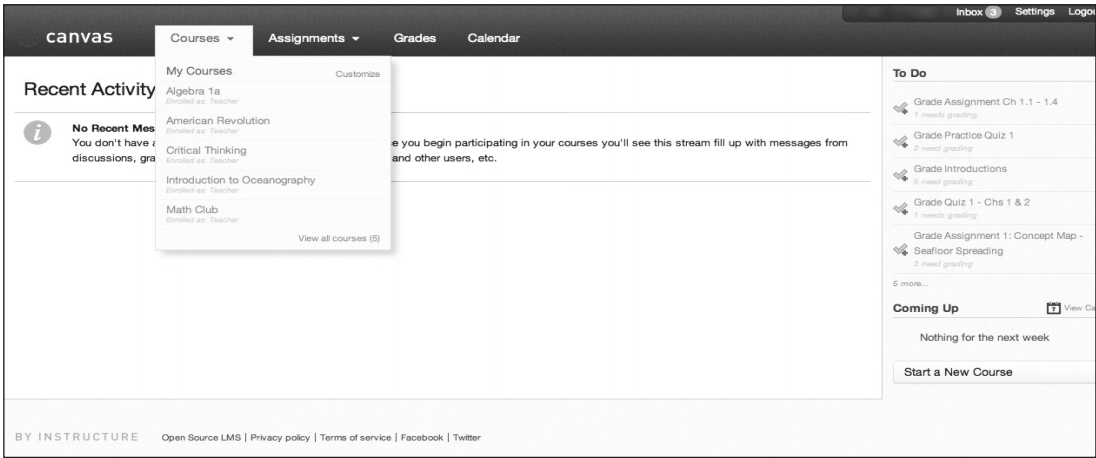 Inbox 3 Settings Logou
canvas Courses Assignments Grades Calendar
My Courses Customize
Algebra 1a
Enrolled as: Teacher
American Revolution
Enrolled as: Teacher
Critical Thinking
Enrolled as: Teacher
Introduction to Oceanography
Enrolled as: Teacher
Math Club
Enrolled as: Teacher
View all courses (5)
Recent Activity
No Recent Mes
You don't have a e you begin participating in your courses you'll see this stream fill up with messages from
discussions, gra and other users, etc.
To Do
Grade Assignment Ch 1.1 - 1.4
1 needs grading
Grade Practice Quiz 1
2 need grading
Grade Introductions
5 need grading
Grade Quiz 1 - Chs 1 & 2
1 needs grading
Grade Assignment 1: Concept Map -
Seafloor Spreading
3 need grading
5 more...
Coming Up View Ca
Nothing for the next week
Start a New Course
BY INSTRUCTURE Open Source LMS | Privacy policy | Terms of service | Facebook | Twitter